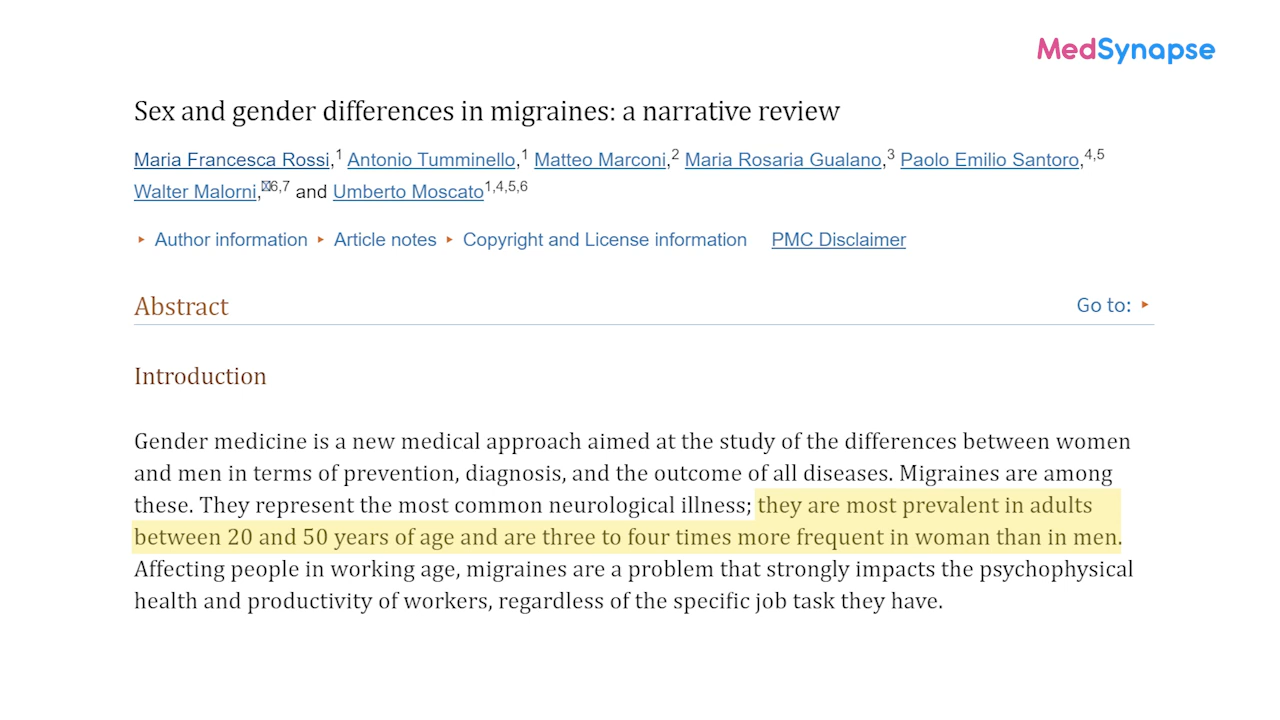 MedSynapse
Sex and gender differences in migraines: a narrative review
Maria Francesca Rossi,1 Antonio Tumminello,1 Matteo Marconi,2 Maria Rosaria Gualano,3 Paolo Emilio Santoro,4,5
Walter Malorni,6,7 and Umberto Moscato1,4,5,6
Author information Article notes Copyright and License information PMC Disclaimer
Abstract Go to:
Introduction
Gender medicine is a new medical approach aimed at the study of the differences between women
and men in terms of prevention, diagnosis, and the outcome of all diseases. Migraines are among
these. They represent the most common neurological illness; they are most prevalent in adults
between 20 and 50 years of age and are three to four times more frequent in woman than in men.
Affecting people in working age, migraines are a problem that strongly impacts the psychophysical
health and productivity of workers, regardless of the specific job task they have.